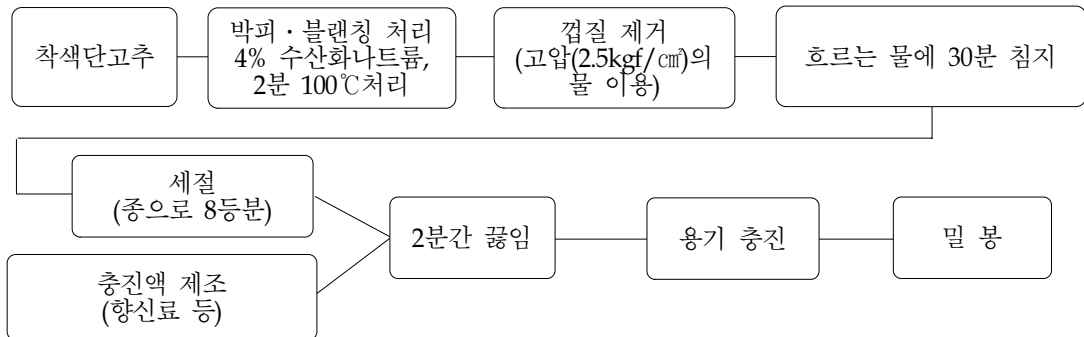 착색단고추
박피·블랜칭 처리
4% 수산화나트륨,
2분 100℃처리
껍질 제거
(고압(2.5kgf/㎠)의
물 이용)
흐르는 물에 30분 침지
세절
(종으로 8등분)
충진액 제조
(향신료 등)
2분간 끓임
용기 충진
밀 봉